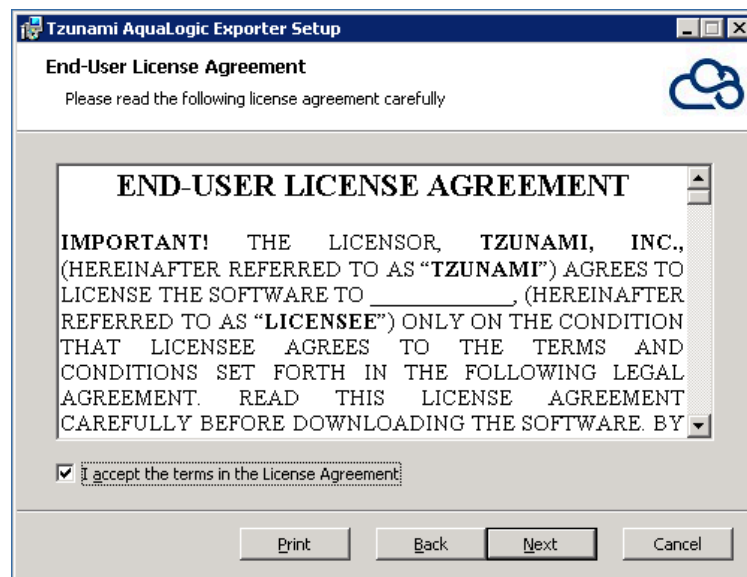 Tzunami AquaLogic Exporter Setup
End-User License Agreement
Please read the following license agreement carefully
END-USER LICENSE AGREEMENT
IMPORTANT! THE LICENSOR, TZUNAMI, INC.,
(HEREINAFTER REFERRED TO AS “TZUNAMI”) AGREES TO
LICENSE THE SOFTWARE TO _____________, (HEREINAFTER
REFERRED TO AS “LICENSEE”) ONLY ON THE CONDITION
THAT LICENSEE AGREES TO THE TERMS AND
CONDITIONS SET FORTH IN THE FOLLOWING LEGAL
AGREEMENT. READ THIS LICENSE AGREEMENT
CAREFULLY BEFORE DOWNLOADING THE SOFTWARE. BY
I accept the terms in the License Agreement
Print Back Next Cancel